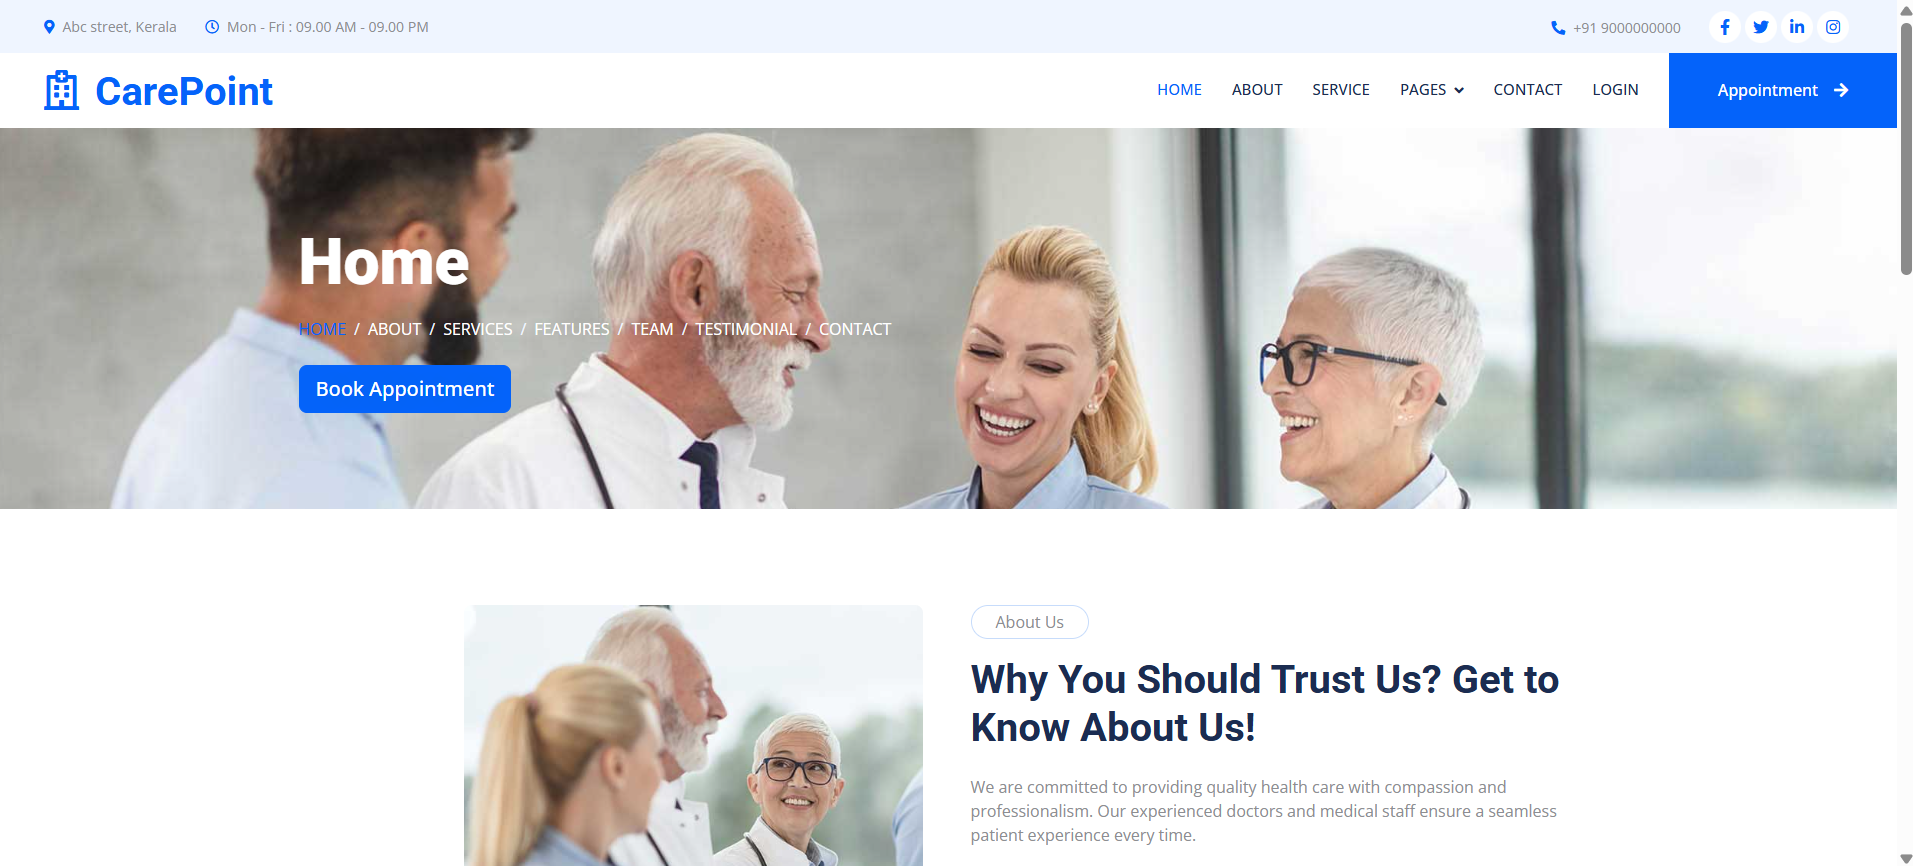 Abc street, Kerala Mon - Fri : 09.00 AM - 09.00 PM +91 9000000000
CarePoint HOME ABOUT SERVICE PAGES CONTACT LOGIN Appointment
Home
HOME / ABOUT / SERVICES / FEATURES / TEAM / TESTIMONIAL / CONTACT
Book Appointment
About Us
Why You Should Trust Us? Get to
Know About Us!
We are committed to providing quality health care with compassion and
professionalism. Our experienced doctors and medical staff ensure a seamless
patient experience every time.